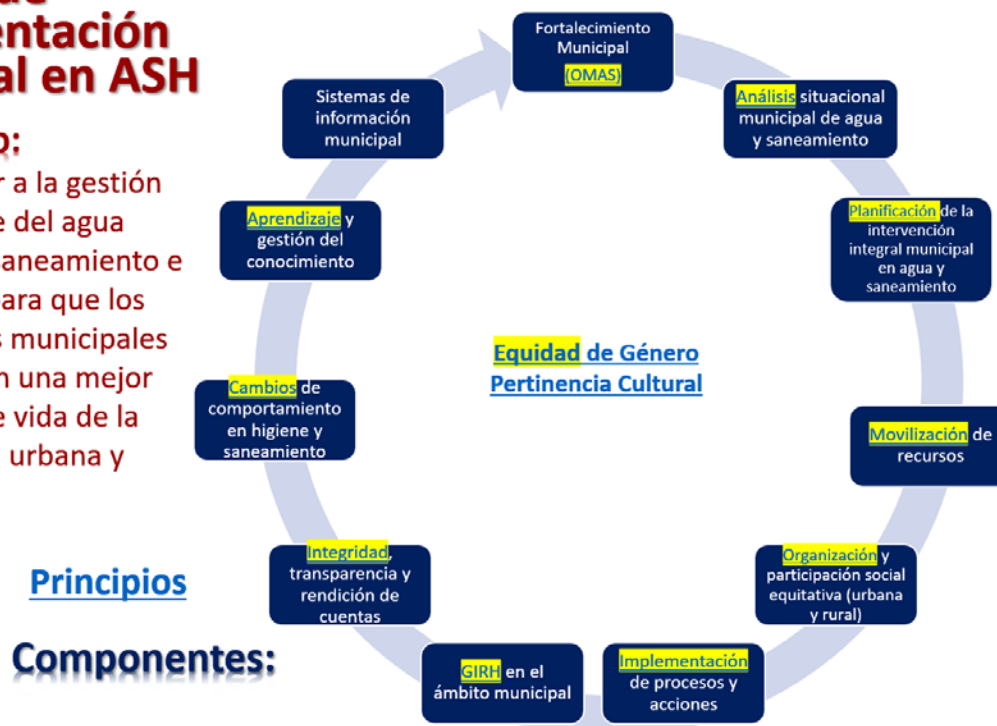 de
entación
al en ASH
o:
r a la gestión
e del agua
saneamiento e
para que los
s municipales
n una mejor
e vida de la
urbana y
Principios
Componentes:
Fortalecimiento
Municipal
(OMAS)
Análisis situacional
municipal de agua
y saneamiento
Planificación de la
intervención
integral municipal
en agua y
saneamiento
Movilización de
recursos
Organización y
participación social
equitativa (urbana
y rural)
Implementación
de procesos y
acciones
GIRH en el
ámbito municipal
Integridad,
transparencia y
rendición de
cuentas
Cambios de
comportamiento
en higiene y
saneamiento
Aprendizaje y
gestión del
conocimiento
Sistemas de
información
municipal
Equidad de Género
Pertinencia Cultural